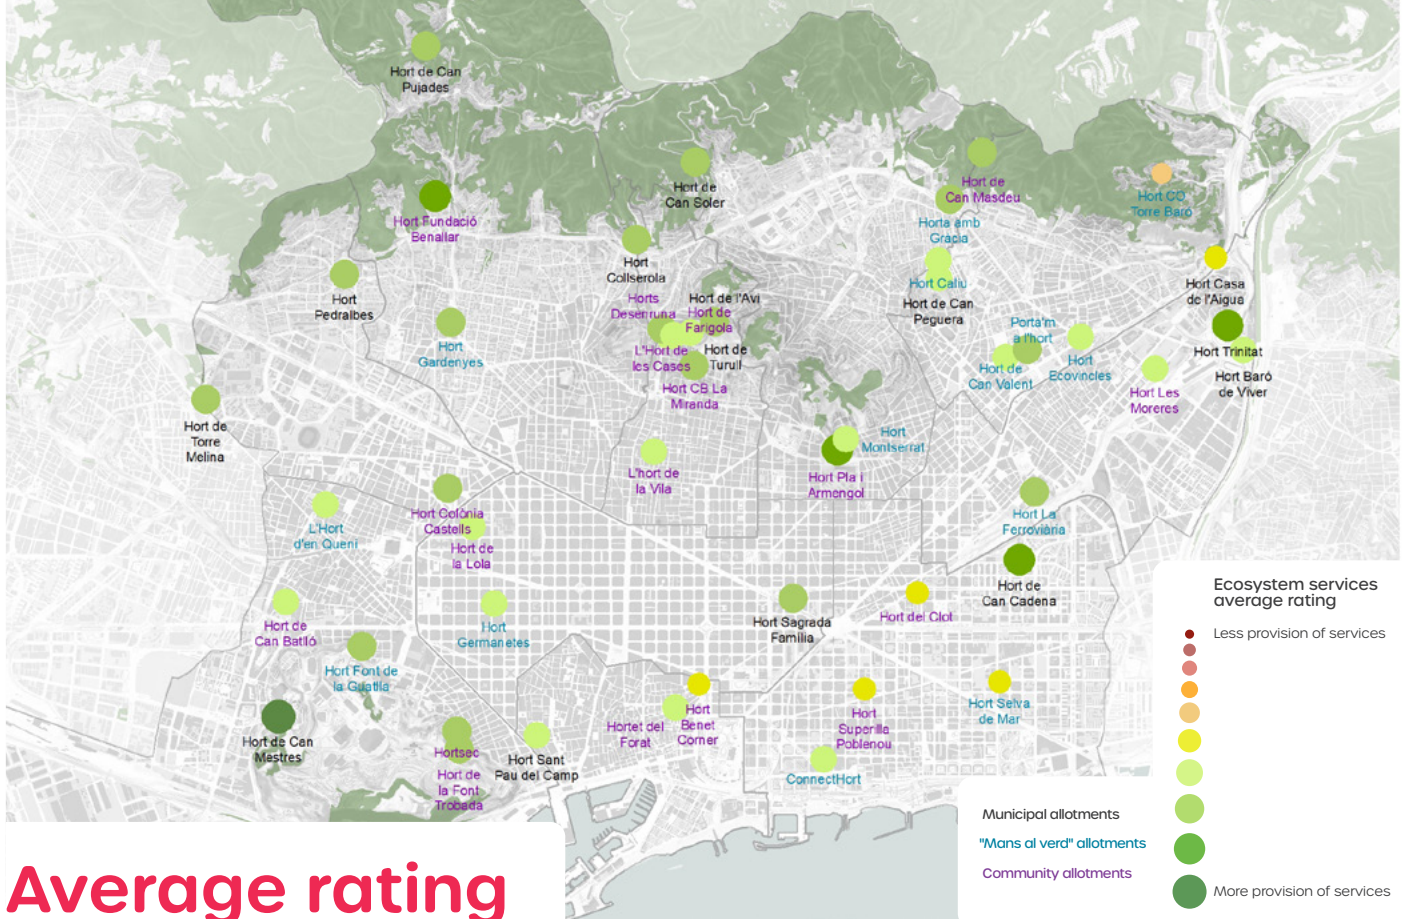 Hort de Can
Pujades
Hort de
Can Soler
Hort de
Can Masdeu
Hort CO
Torre Baró
Hort Fundació
Benallar
Horta amb
Gracia
Hort
Collserola
Hort
Pedralbes
Hort Caliu
Hort de Can
Peguera
Hort Casa
de l'Aigua
Horts
Hort de l'Avi
Hort de
Farigola
L'Hort de
les Cases
Hort de
Turull
Hort CB La
Miranda
Hort
Gardenyes
Porta'm
a l'hort
Hort de
Can Valent
Hort
Ecovincles
Hort Trinitat
Hort Baró
de Viver
Hort Les
Moreres
Hort de
Torre
Melina
Hort
Montserrat
Hort Pla i
Armengol
L'hort de
la Vila
Hort Colònia
Castells
Hort de
la Lola
L'Hort
d'en Queni
Hort La
Ferroviària
Hort de
Can Cadena
Hort de
Can Batlló
Hort
Germanetes
Hort Sagrada
Família
Hort del Clot
Hort Font de
la Guatlla
Hort de Can
Mestres
Hortsec
Hort de
la Font
Trobada
Hort Sant
Pau del Camp
Hortet del
Forat
Hort
Benet
Corner
Hort
Superilla
Poblenou
Hort Selva
de Mar
ConnectHort
Ecosystem services
average rating
Less provision of services
More provision of services
Municipal allotments
"Mans al verd" allotments
Community allotments
Average rating